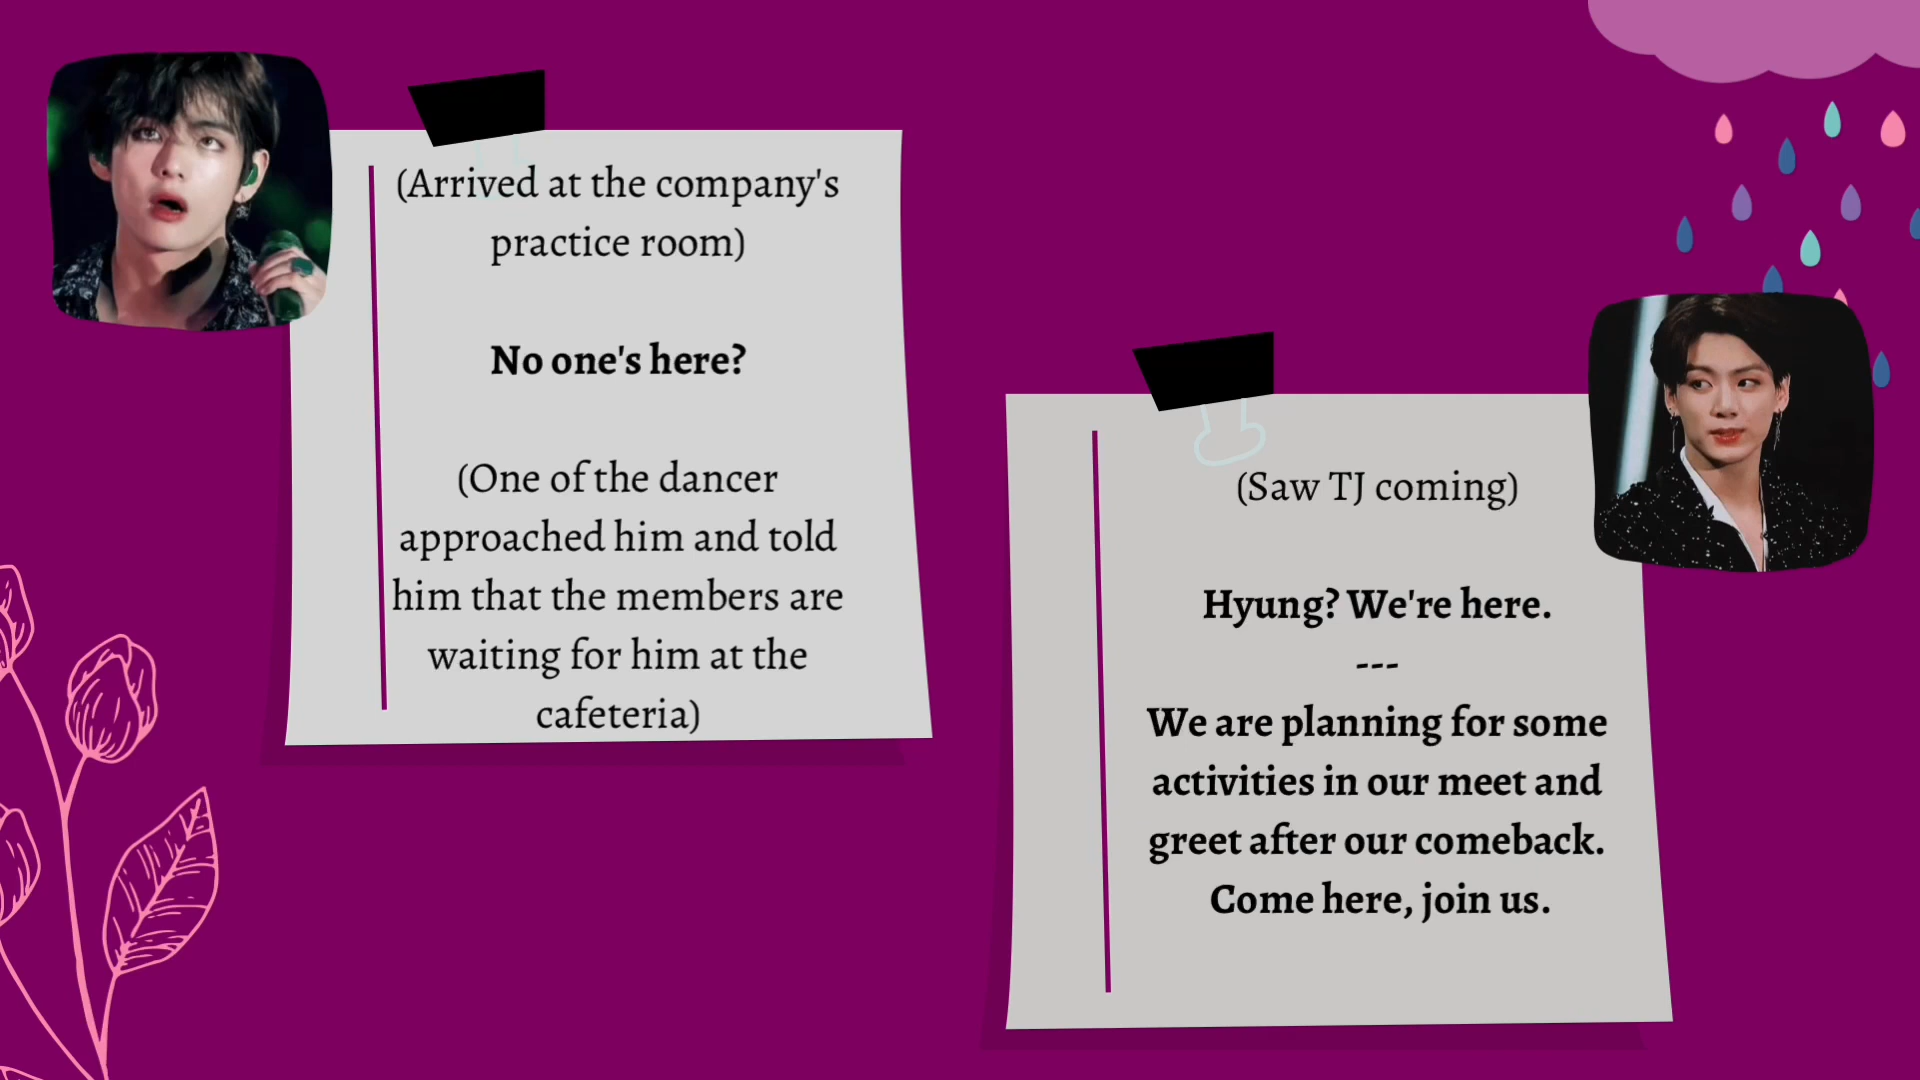 (Arrived at the company's
practice room)
No one's here?
(One of the dancer
approached him and told
him that the members are
waiting for him at the
cafeteria)
(Saw TJ coming)
Hyung? We're here.
---
We are planning for some
activities in our meet and
greet after our comeback.
Come here, join us.